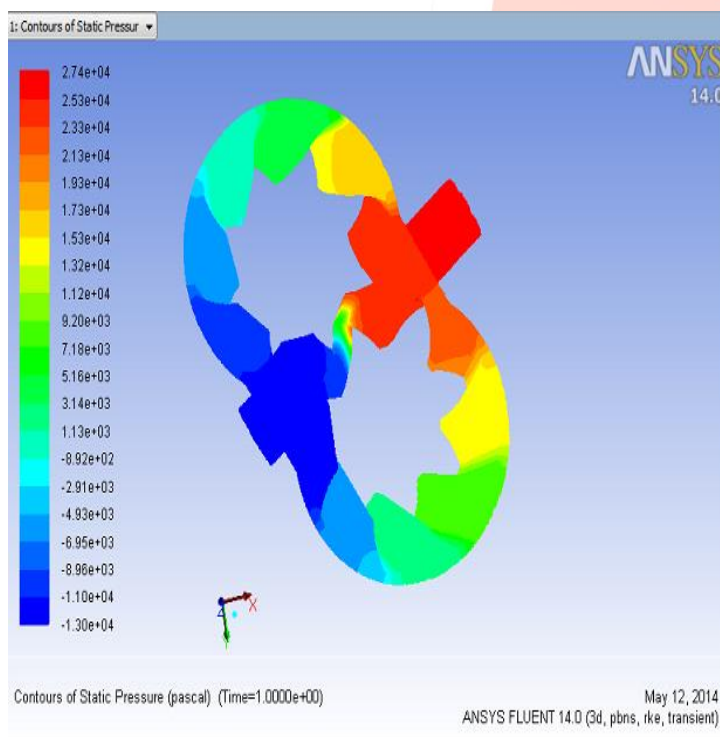 1: Contours of Static Pressur
ANSYS
14.0
2.74e+04
2.53e+04
2.33e+04
2.13e+04
1.93e+04
1.73e+04
1.53e+04
1.32e+04
1.12e+04
9.20e+03
7.18e+03
5.16e+03
3.14e+03
1.13e+03
-8.92e+02
-2.91e+03
-4.93e+03
-6.95e+03
-8.96e+03
-1.10e+04
-1.30e+04
X
Contours of Static Pressure (pascal) (Time=1.0000e+00)
May 12, 2014
ANSYS FLUENT 14.0 (3d, pbns, rke, transient)